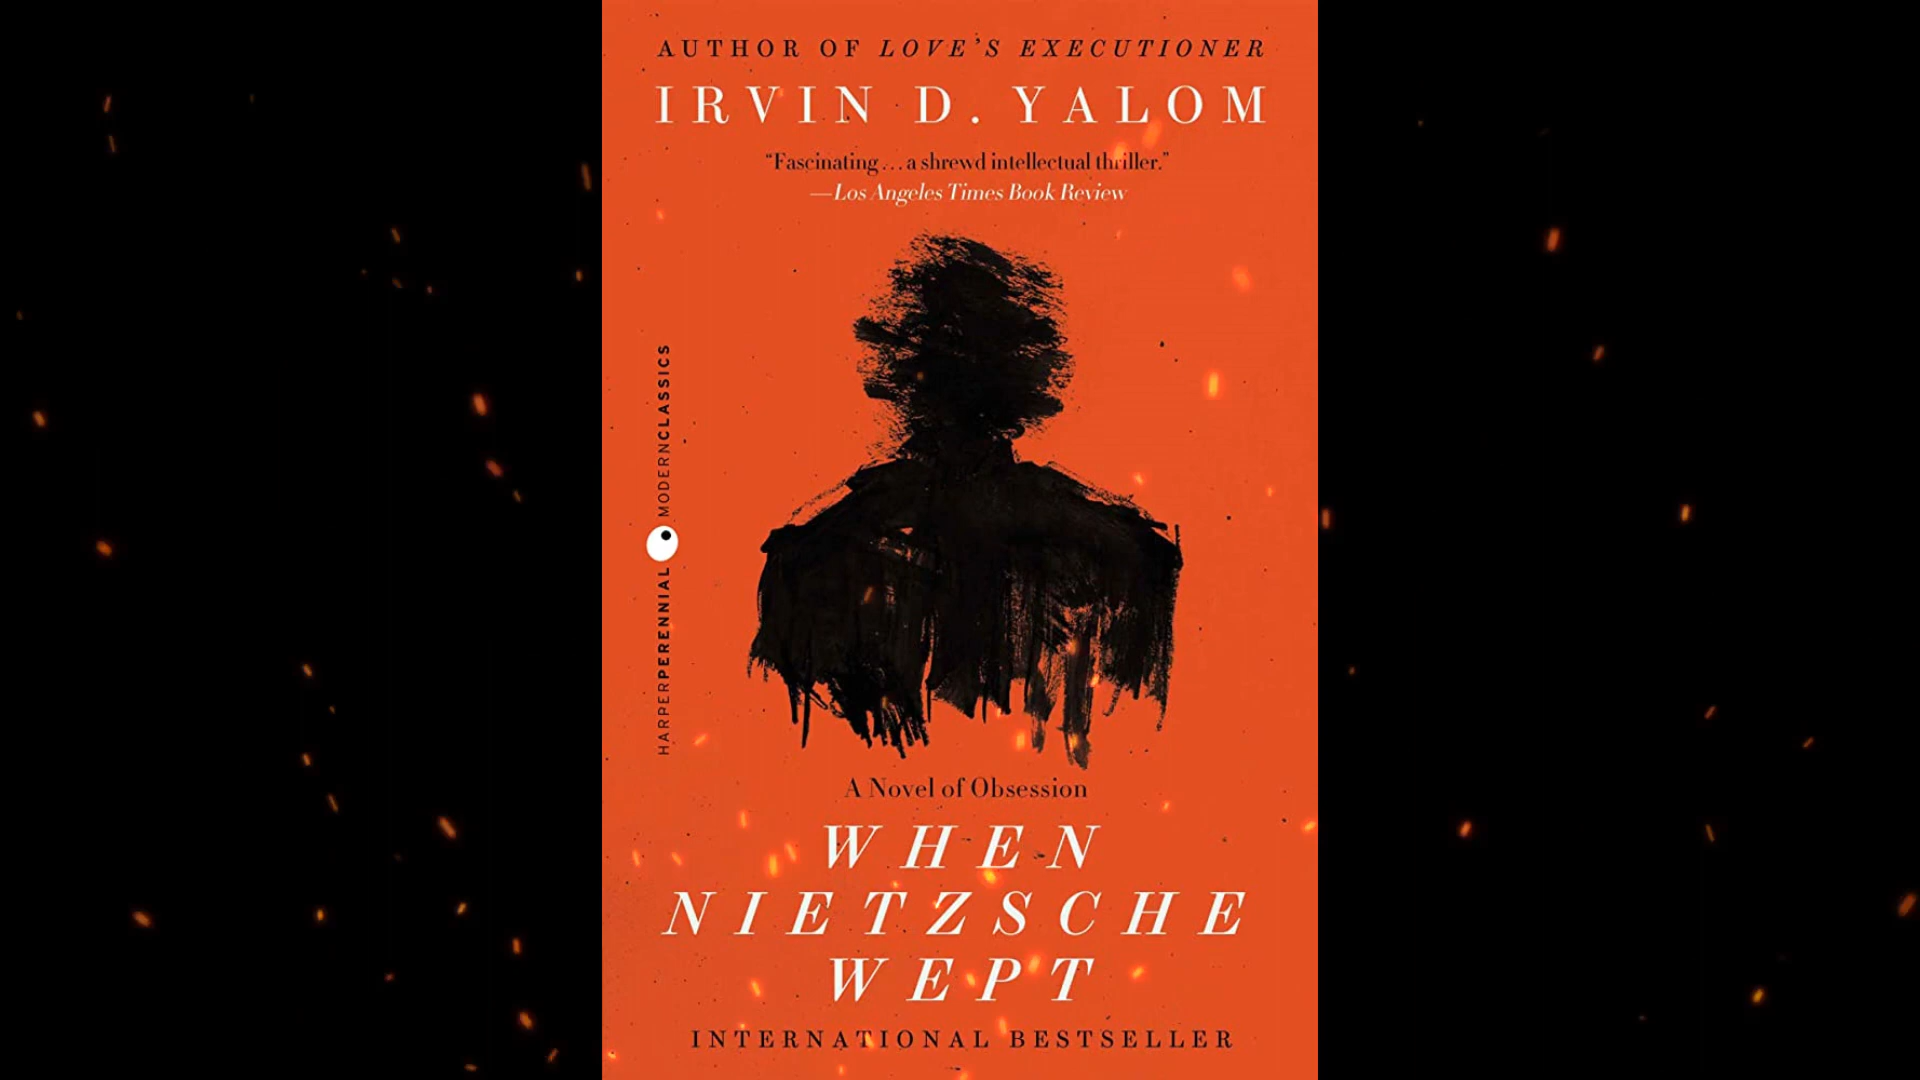 AUTHOR OF LOVE'S EXECUTIONER
IRVIN D. YALOM
“Fascinating...a shrewd intellectual thriller.”
—Los Angeles Times Book Review
HARPERPERENNIAL MODERNCLASSICS
A Novel of Obsession
WHEN
NIETZSCHE
WEPT
INTERNATIONAL BESTSELLER